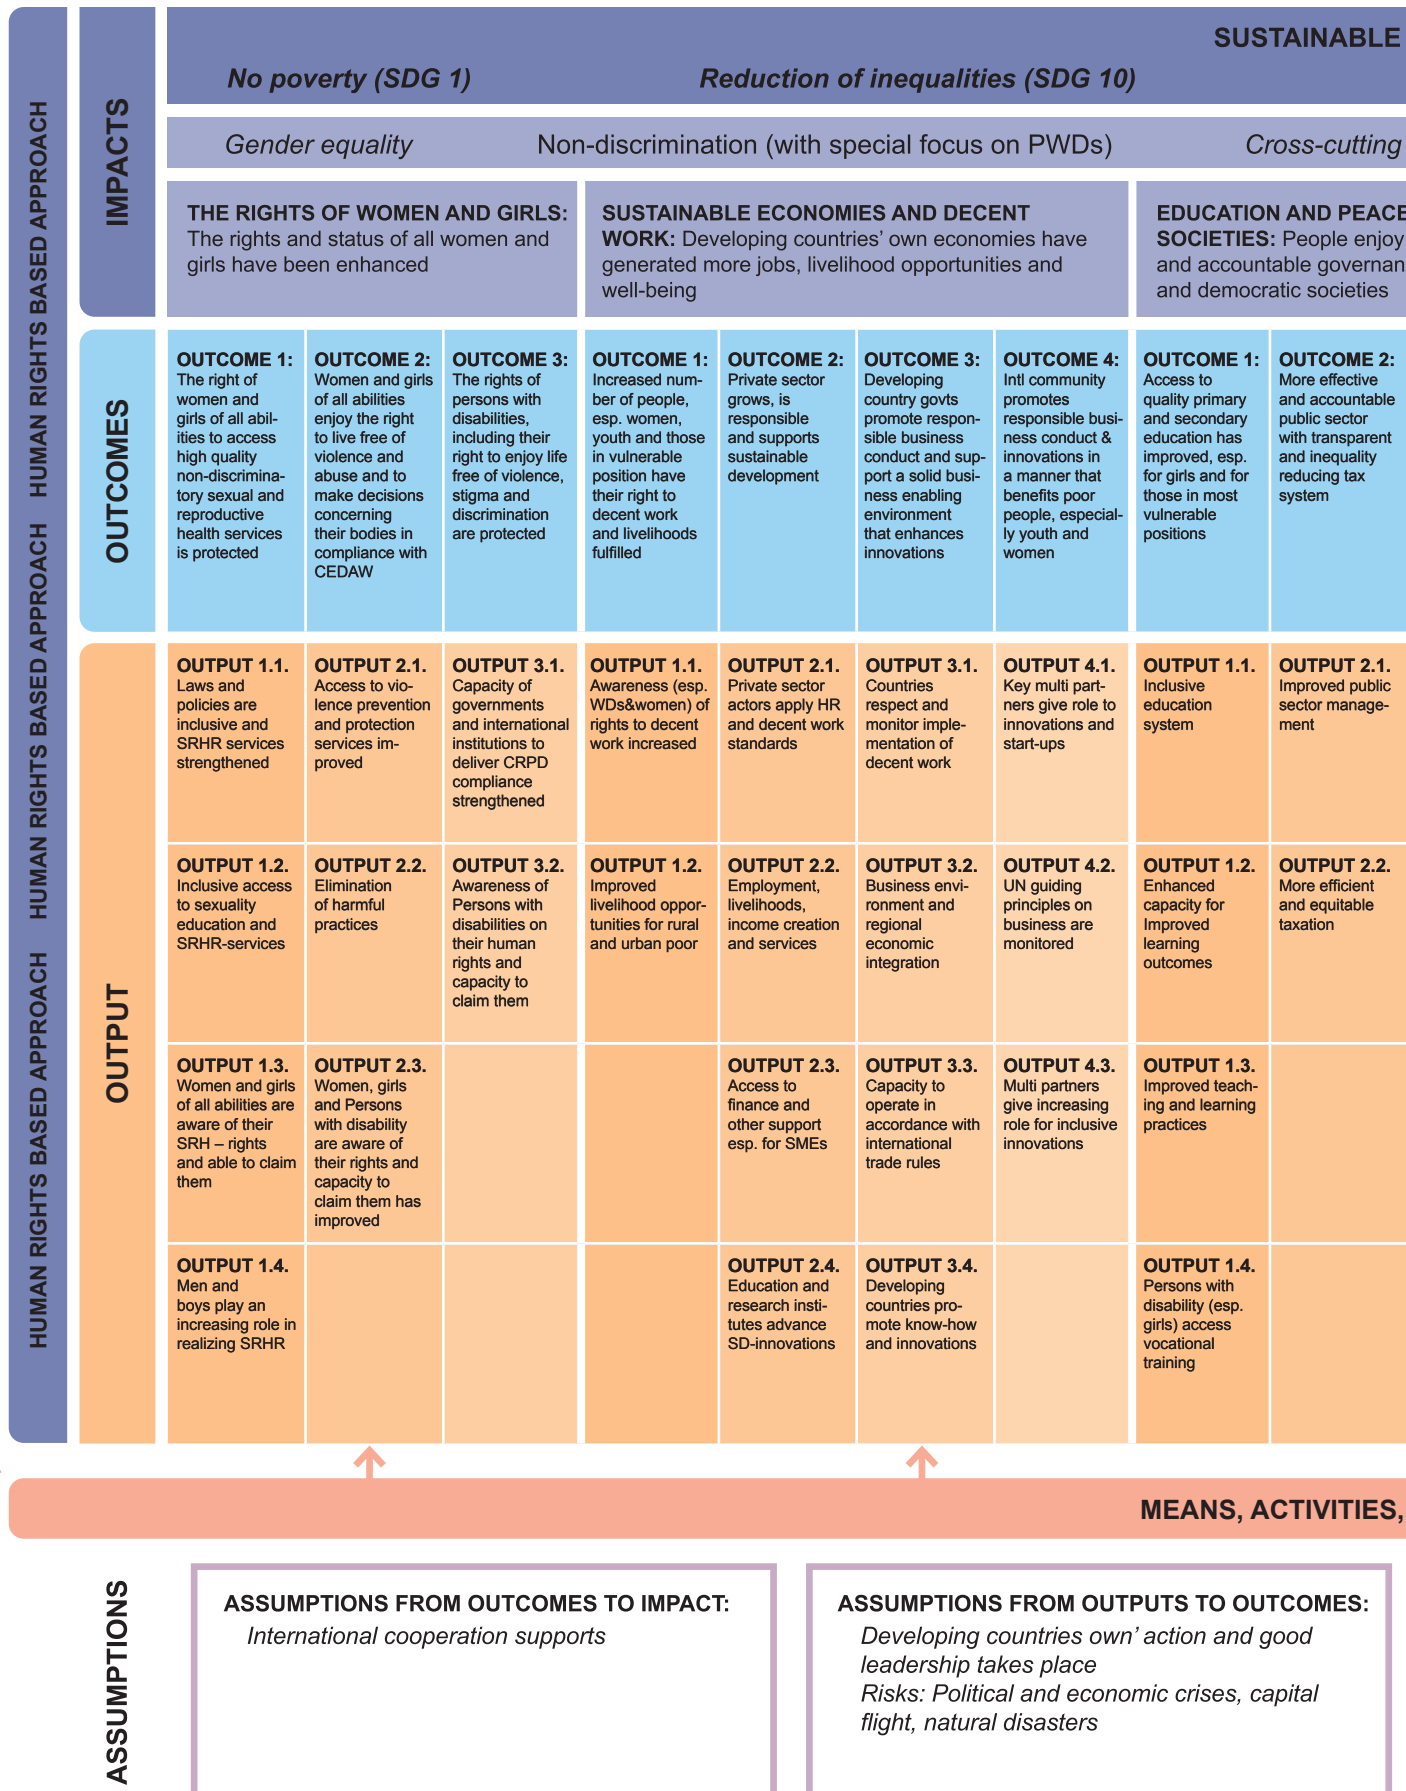 HUMAN RIGHTS BASED APPROACH
HUMAN RIGHTS BASED APPROACH
HUMAN RIGHTS BASED APPROACH
IMPACTS
SUSTAINABLE
No poverty (SDG 1)
Reduction of inequalities (SDG 10)
Gender equality
Non-discrimination (with special focus on PWDs)
Cross-cutting
THE RIGHTS OF WOMEN AND GIRLS:
The rights and status of all women and
girls have been enhanced
SUSTAINABLE ECONOMIES AND DECENT
WORK: Developing countries’ own economies have
generated more jobs, livelihood opportunities and
well-being
EDUCATION AND PEACE
SOCIETIES: People enjoy
and accountable governan
and democratic societies
OUTCOMES
OUTCOME 1:
The right of
women and
girls of all abil-
ities to access
high quality
non-discrimina-
tory sexual and
reproductive
health services
is protected
OUTCOME 2:
Women and girls
of all abilities
enjoy the right
to live free of
violence and
abuse and to
make decisions
concerning
their bodies in
compliance with
CEDAW
OUTCOME 3:
The rights of
persons with
disabilities,
including their
right to enjoy life
free of violence,
stigma and
discrimination
are protected
OUTCOME 1:
Increased num-
ber of people,
esp. women,
youth and those
in vulnerable
position have
their right to
decent work
and livelihoods
fulfilled
OUTCOME 2:
Private sector
grows, is
responsible
and supports
sustainable
development
OUTCOME 3:
Developing
country govts
promote respon-
sible business
conduct and sup-
port a solid busi-
ness enabling
environment
that enhances
innovations
OUTCOME 4:
Intl community
promotes
responsible busi-
ness conduct &
innovations in
a manner that
benefits poor
people, especial-
ly youth and
women
OUTCOME 1:
Access to
quality primary
and secondary
education has
improved, esp.
for girls and for
those in most
vulnerable
positions
OUTCOME 2:
More effective
and accountable
public sector
with transparent
and inequality
reducing tax
system
OUTPUT
OUTPUT 1.1.
Laws and
policies are
inclusive and
SRHR services
strengthened
OUTPUT 2.1.
Access to vio-
lence prevention
and protection
services im-
proved
OUTPUT 3.1.
Capacity of
governments
and international
institutions to
deliver CRPD
compliance
strengthened
OUTPUT 1.1.
Awareness (esp.
WDs&women) of
rights to decent
work increased
OUTPUT 2.1.
Private sector
actors apply HR
and decent work
standards
OUTPUT 3.1.
Countries
respect and
monitor imple-
mentation of
decent work
OUTPUT 4.1.
Key multi part-
ners give role to
innovations and
start-ups
OUTPUT 1.1.
Inclusive
education
system
OUTPUT 2.1.
Improved public
sector manage-
ment
OUTPUT 1.2.
Inclusive access
to sexuality
education and
SRHR-services
OUTPUT 2.2.
Elimination
of harmful
practices
OUTPUT 3.2.
Awareness of
Persons with
disabilities on
their human
rights and
capacity to
claim them
OUTPUT 1.2.
Improved
livelihood oppor-
tunities for rural
and urban poor
OUTPUT 2.2.
Employment,
livelihoods,
income creation
and services
OUTPUT 3.2.
Business envi-
ronment and
regional
economic
integration
OUTPUT 4.2.
UN guiding
principles on
business are
monitored
OUTPUT 1.2.
Enhanced
capacity for
Improved
learning
outcomes
OUTPUT 2.2.
More efficient
and equitable
taxation
OUTPUT 1.3.
Women and girls
of all abilities are
aware of their
SRH – rights
and able to claim
them
OUTPUT 2.3.
Women, girls
and Persons
with disability
are aware of
their rights and
capacity to
claim them has
improved
OUTPUT 2.3.
Access to
finance and
other support
esp. for SMEs
OUTPUT 3.3.
Capacity to
operate in
accordance with
international
trade rules
OUTPUT 4.3.
Multi partners
give increasing
role for inclusive
innovations
OUTPUT 1.3.
Improved teach-
ing and learning
practices
OUTPUT 1.4.
Men and
boys play an
increasing role in
realizing SRHR
OUTPUT 2.4.
Education and
research insti-
tutes advance
SD-innovations
OUTPUT 3.4.
Developing
countries pro-
mote know-how
and innovations
OUTPUT 1.4.
Persons with
disability (esp.
girls) access
vocational
training
MEANS, ACTIVITIES,
ASSUMPTIONS
ASSUMPTIONS FROM OUTCOMES TO IMPACT:
International cooperation supports
ASSUMPTIONS FROM OUTPUTS TO OUTCOMES:
Developing countries own’ action and good
leadership takes place
Risks: Political and economic crises, capital
flight, natural disasters